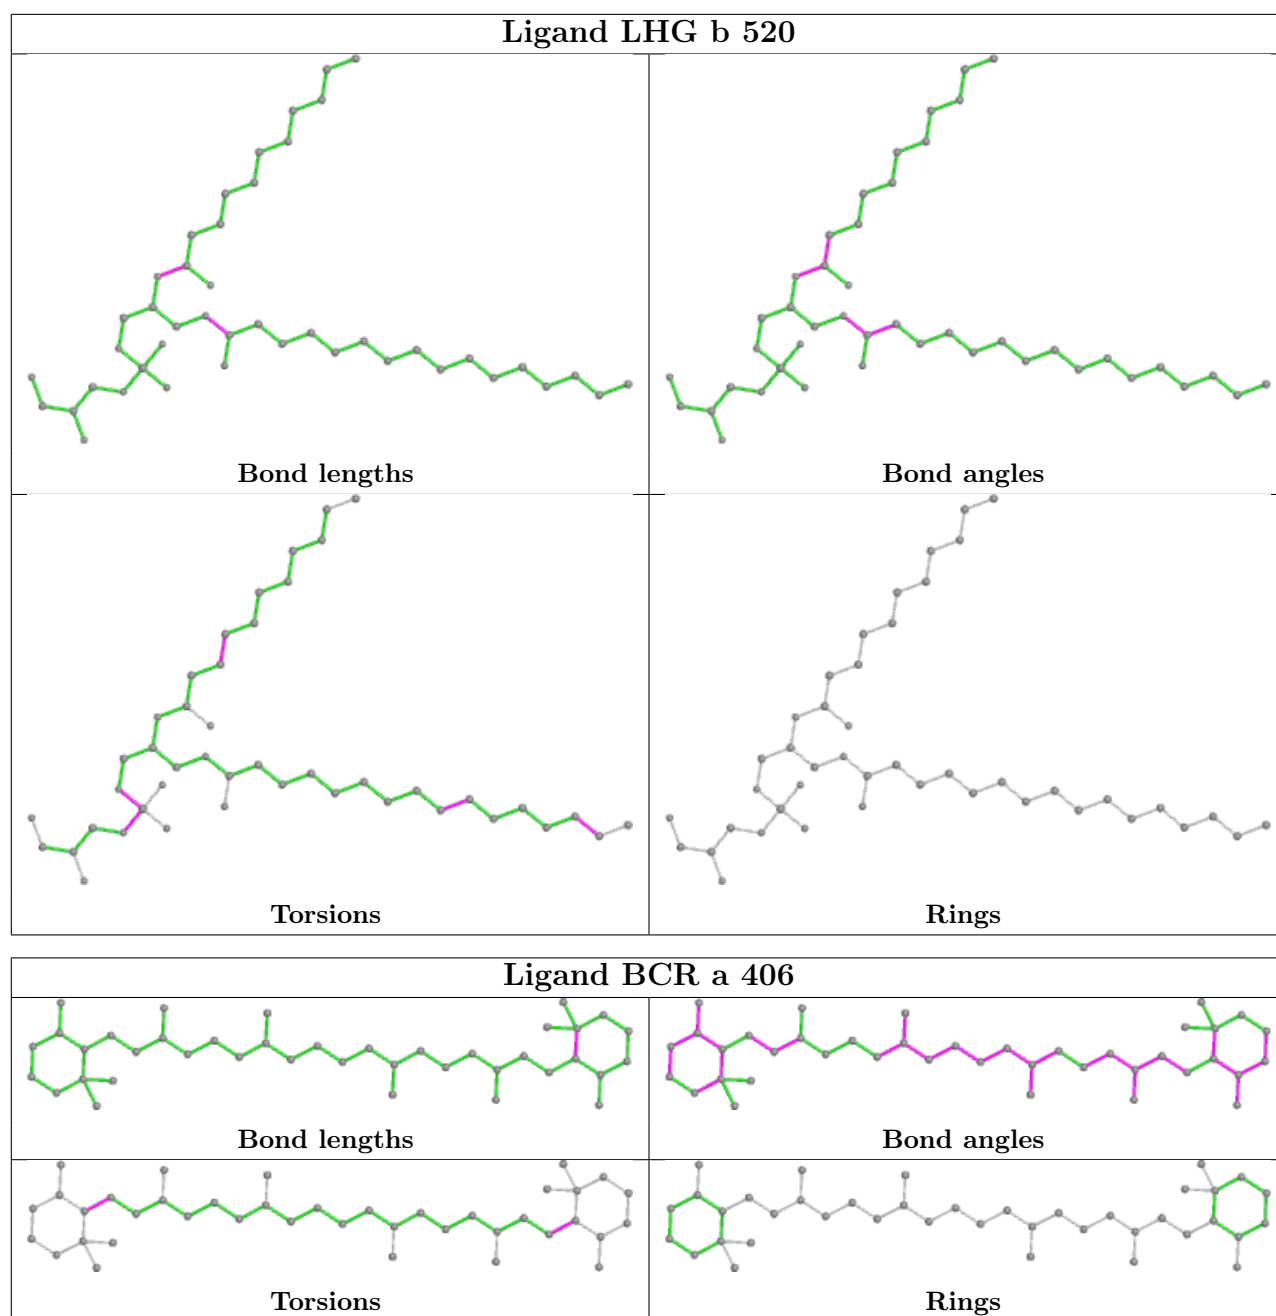 Ligand LHG b 520
Bond lengths
Bond angles
Torsions
Rings
Ligand BCR a 406
Bond lengths
Bond angles
Torsions
Rings